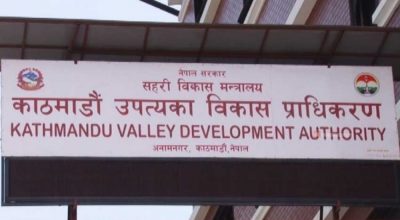 नेपाल सरकार
सहरी विकास मन्त्रालय
काठमाडौं उपत्यका विकास प्राधिकरण
KATHMANDU VALLEY DEVELOPMENT AUTHORITY
अनामनगर, काठमाडौं,नेपाल